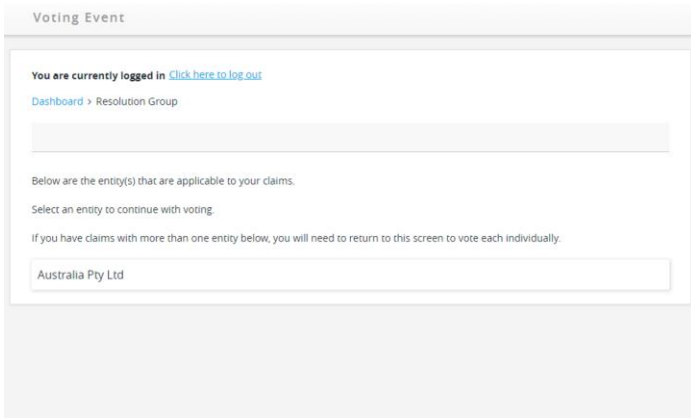 Voting Event
You are currently logged in Click here to log out
Dashboard > Resolution Group
Below are the entity(s) that are applicable to your claims.
Select an entity to continue with voting.
If you have claims with more than one entity below, you will need to return to this screen to vote each individually.
Australia Pty Ltd